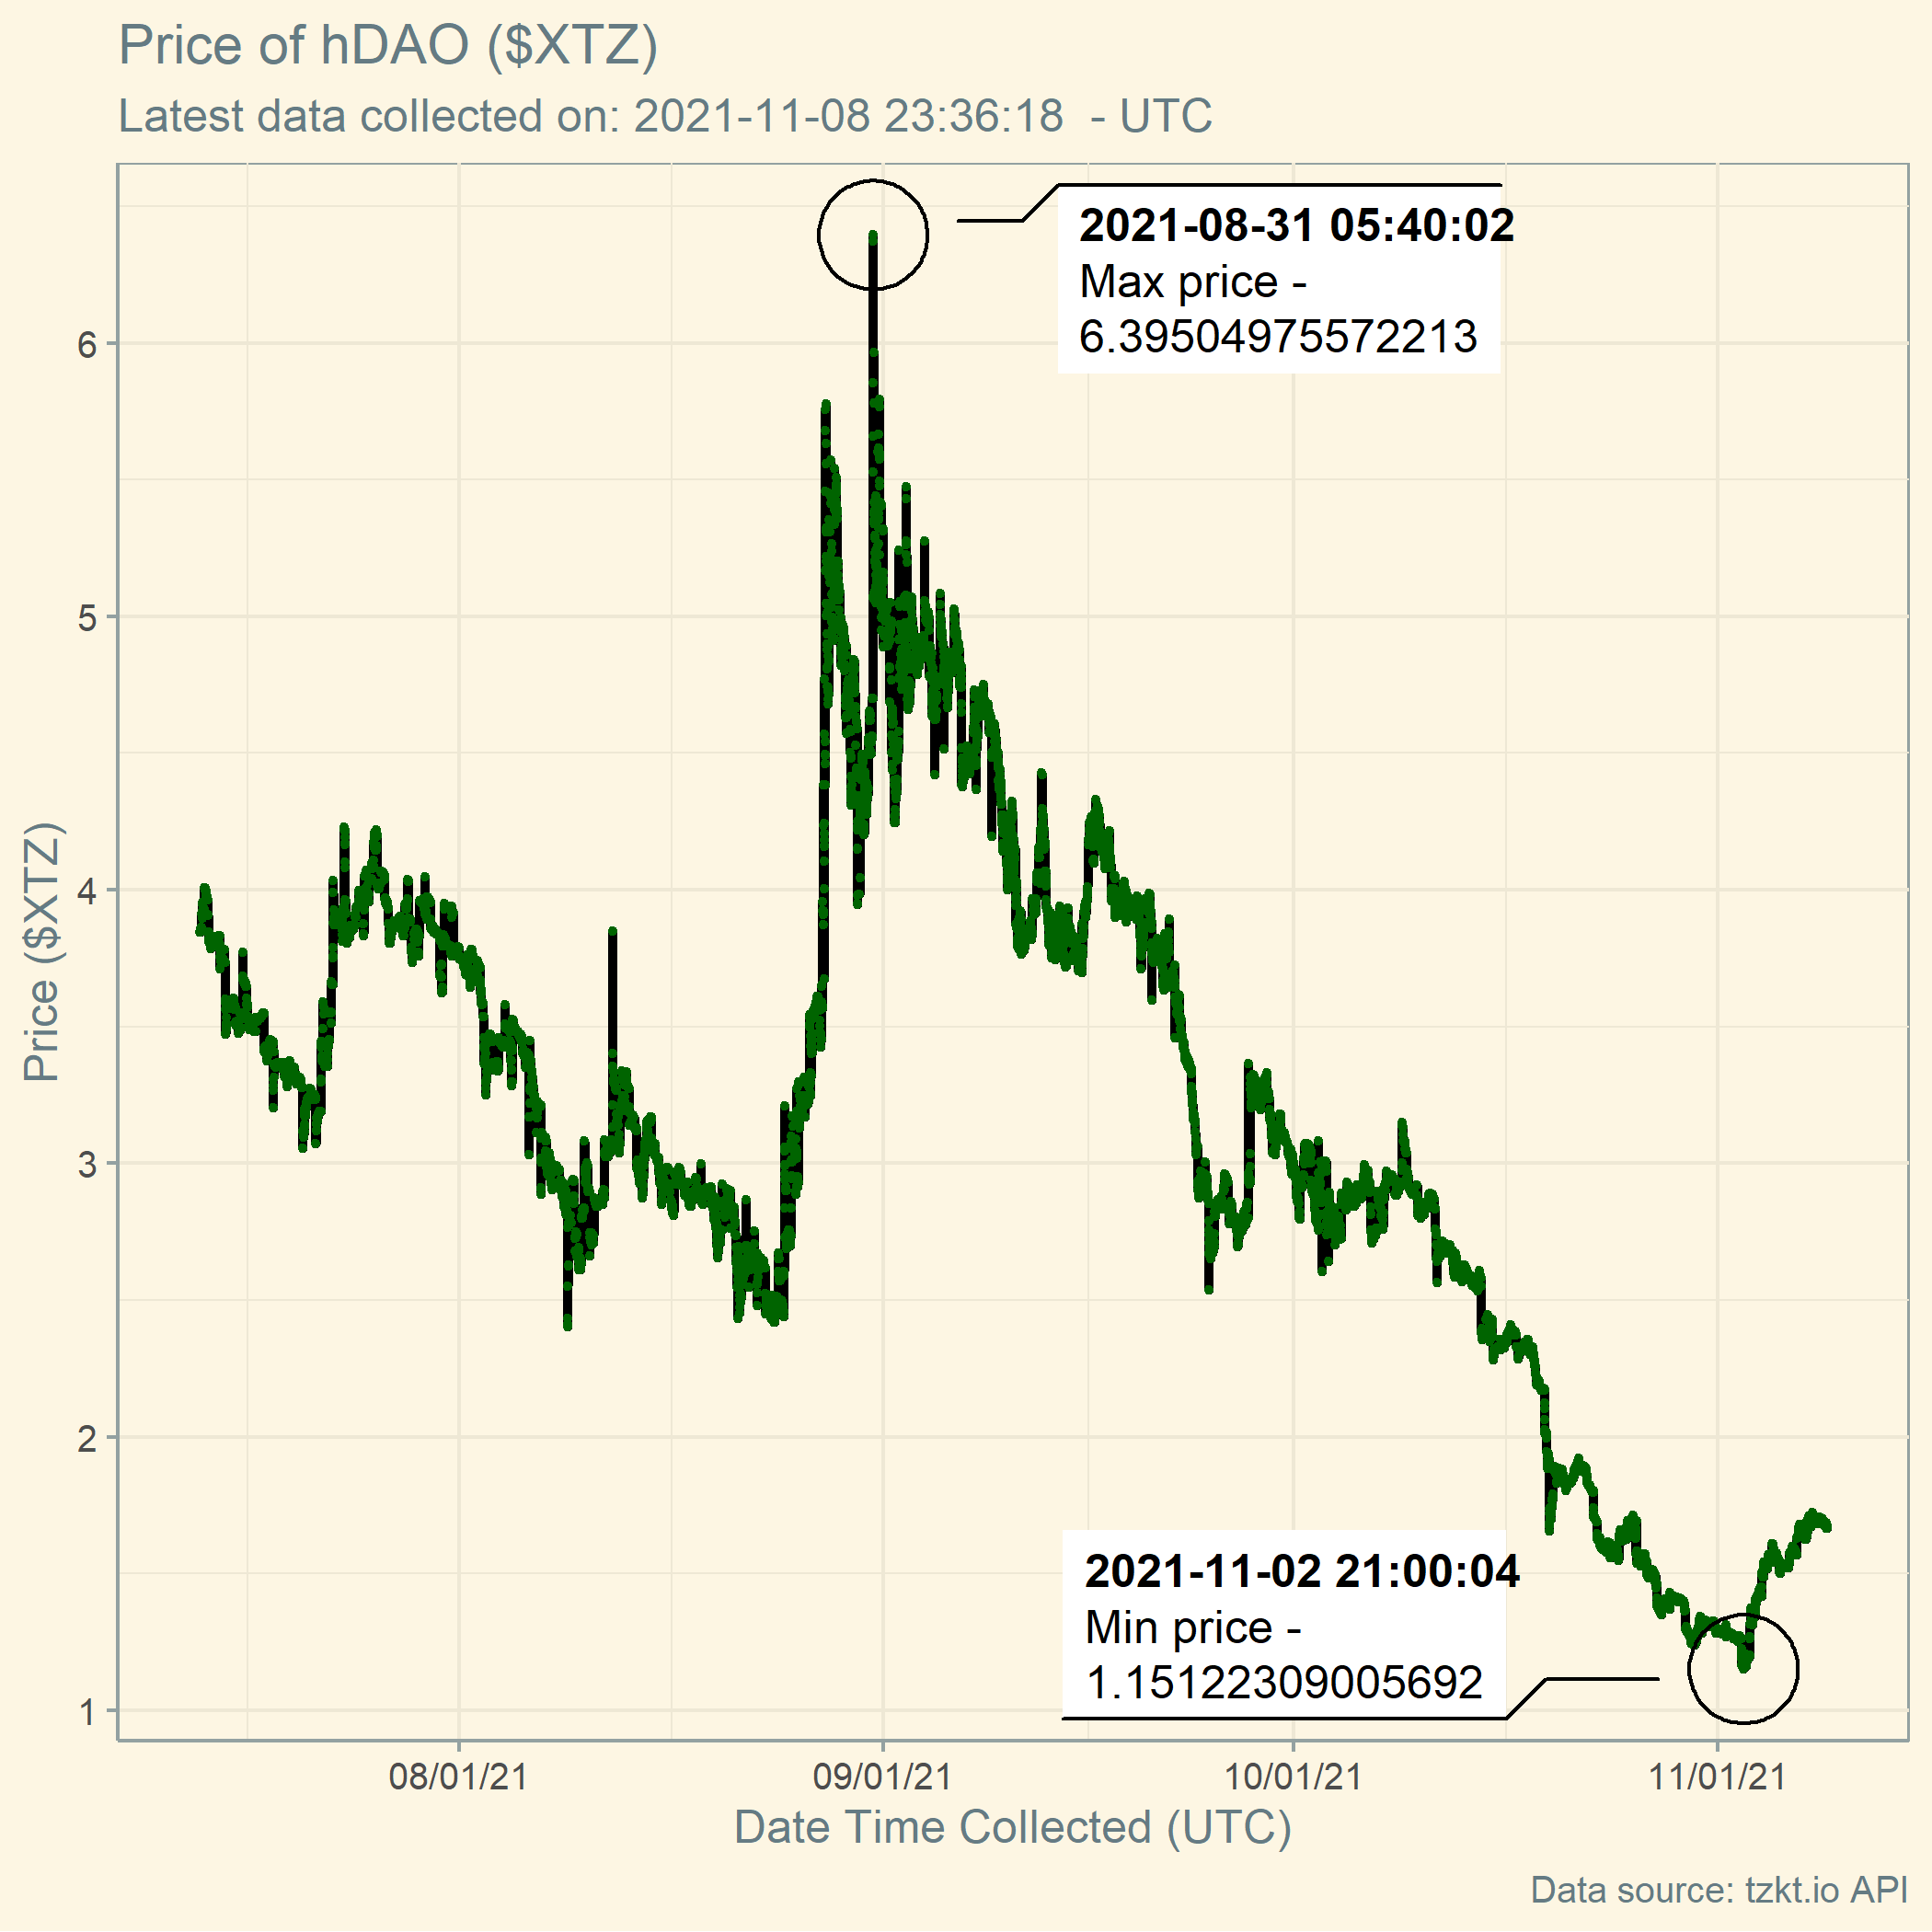 Price of hDAO ($XTZ)
Latest data collected on: 2021-11-08 23:36:18  - UTC
2021-08-31 05:40:02
Max price -
6.39504975572213
6
5
4
3
2
1
Price ($XTZ)
2021-11-02 21:00:04
Min price -
1.15122309005692
08/01/21
09/01/21
10/01/21
11/01/21
Date Time Collected (UTC)
Data source: tzkt.io API